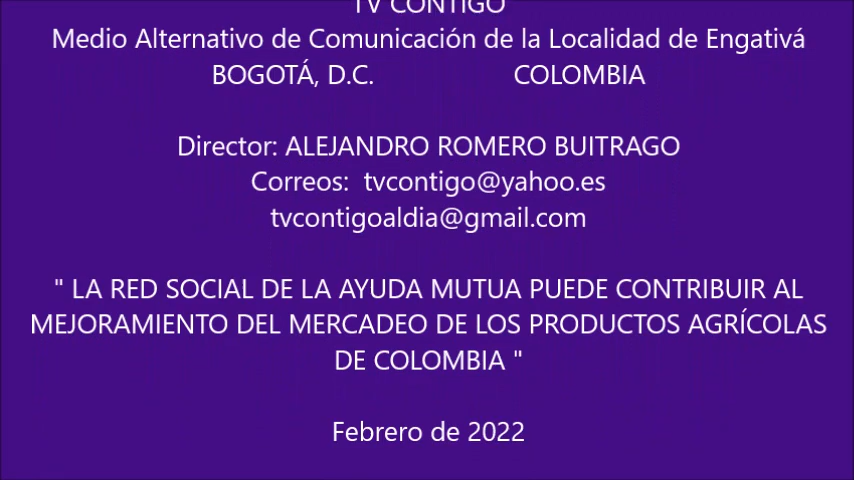 TV CONTIGO
Medio Alternativo de Comunicación de la Localidad de Engativá
BOGOTÁ, D.C. COLOMBIA
Director: ALEJANDRO ROMERO BUITRAGO
Correos: tvcontigo@yahoo.es
tvcontigoaldia@gmail.com
" LA RED SOCIAL DE LA AYUDA MUTUA PUEDE CONTRIBUIR AL
MEJORAMIENTO DEL MERCADEO DE LOS PRODUCTOS AGRÍCOLAS
DE COLOMBIA "
Febrero de 2022